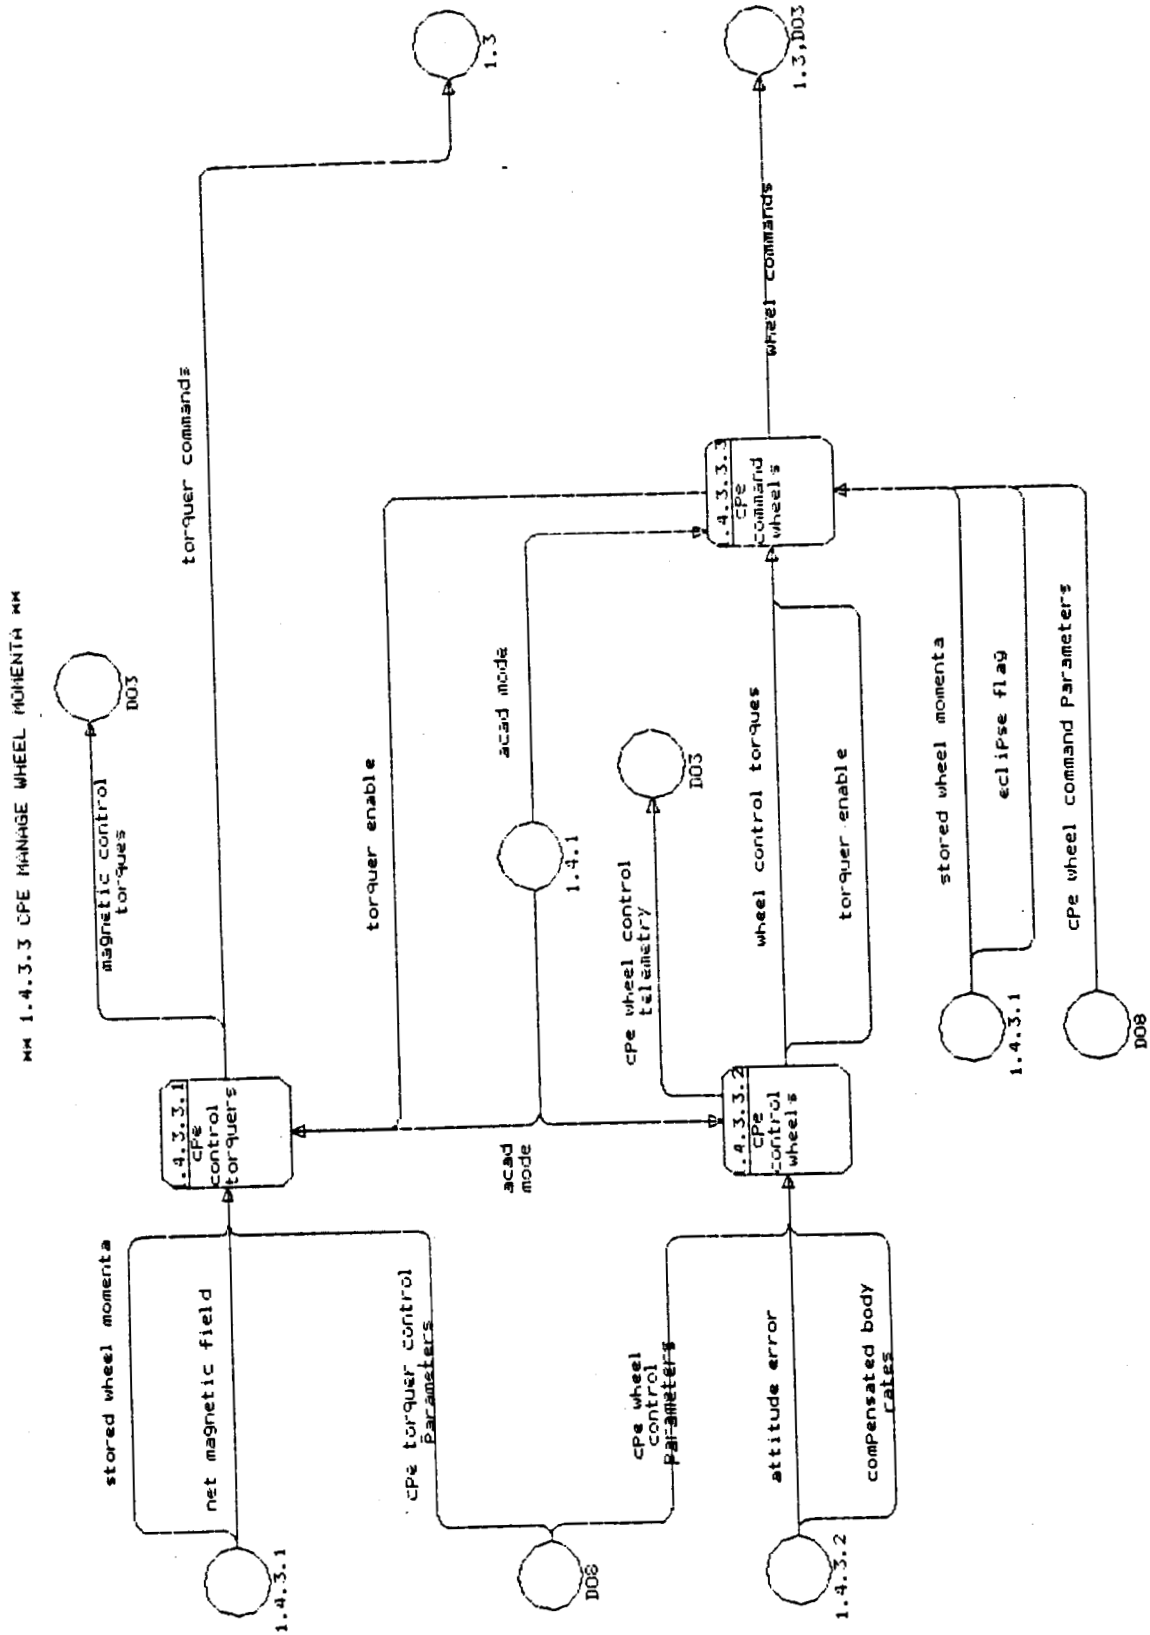 ** 1.4.3.3 CPE MANAGE WHEEL MOMENTA **
stored wheel momenta
net magnetic field
1.4.3.1
1.4.3.3.1
CPe
control
torquers
magnetic control
torques
D03
torquer commands
1.3
cPe torquer control
Parameters
D08
torquer enable
acad
mode
acad mode
1.4.1
cPe wheel
control
Parameters
attitude error
comPensated body
rates
1.4.3.2
1.4.3.3.2
CPe
control
wheels
cPe wheel control
telemetry
D03
wheel control torques
torquer enable
1.4.3.3.3
CPe
command
wheels
wheel commands
1.3,D03
stored wheel momenta
ecliPse flag
1.4.3.1
cPe wheel command Parameters
D08